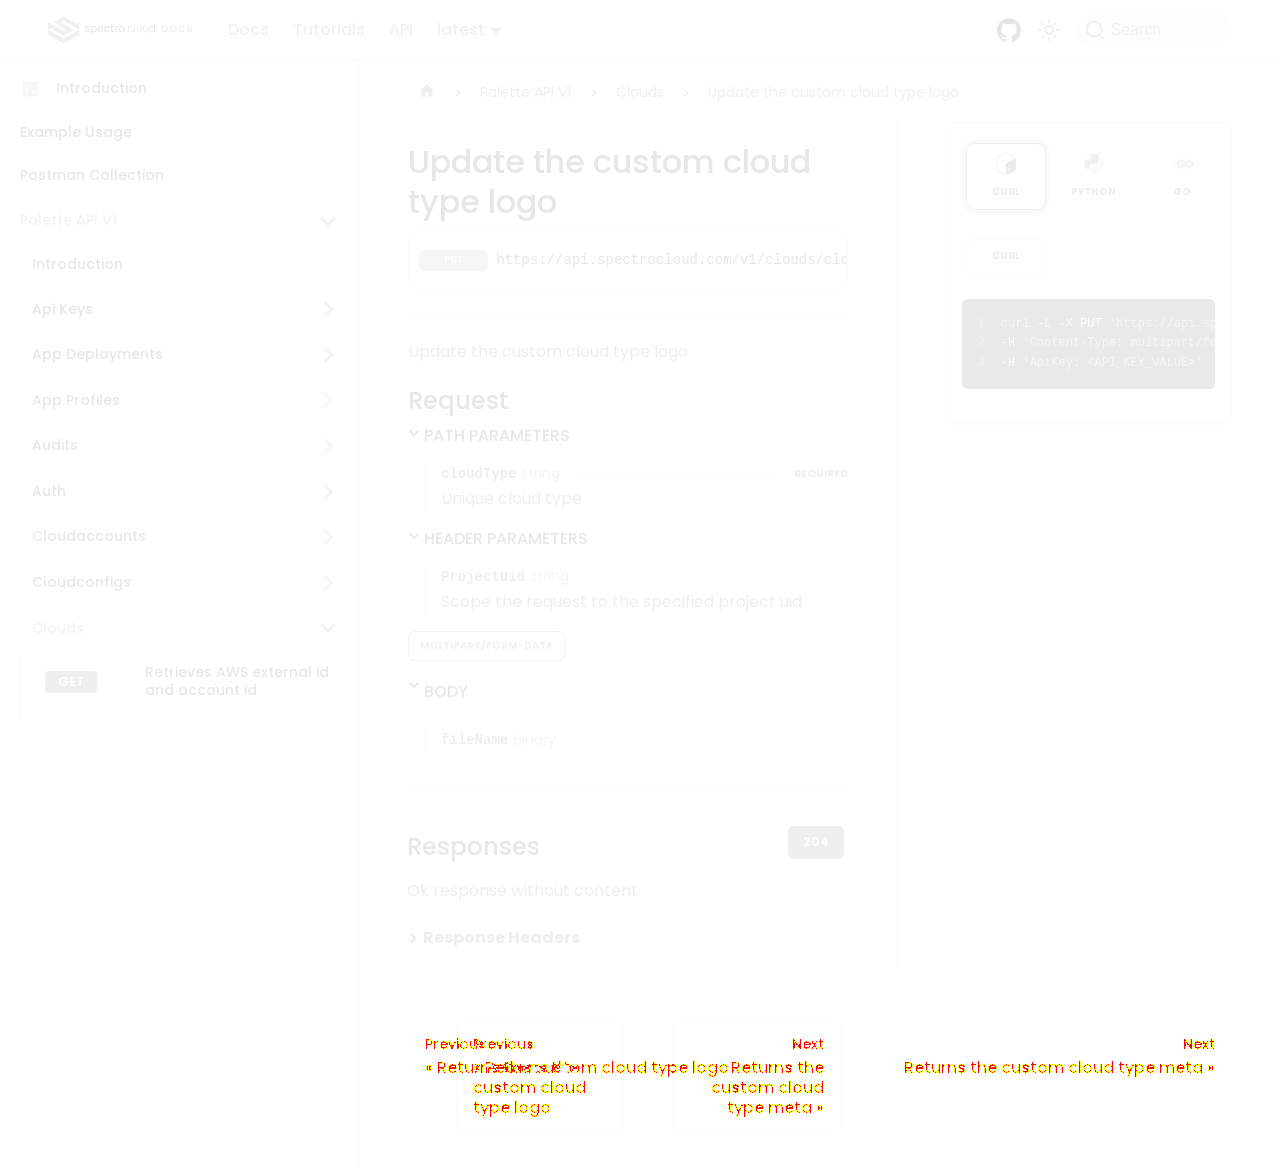 spectro cloud DOCS Docs Tutorials API latest Search
Introduction
Example Usage
Postman Collection
Palette API V1
Introduction
Api Keys
App Deployments
App Profiles
Audits
Auth
Cloudaccounts
Cloudconfigs
Clouds
GET Retrieves AWS external id
and account id
Palette API V1 Clouds Update the custom cloud type logo
Update the custom cloud
type logo
PUT https://api.spectrocloud.com/v1/clouds/clo
Update the custom cloud type logo
Request
PATH PARAMETERS
cloudType string REQUIRED
Unique cloud type
HEADER PARAMETERS
ProjectUid string
Scope the request to the specified project uid
MULTIPART/FORM-DATA
BODY
fileName binary
Responses 204
Ok response without content
Response Headers
CURL PYTHON GO
CURL
1 curl -L -X PUT 'https://api.sp
2 -H 'Content-Type: multipart/fo
3 -H 'ApiKey: <API_KEY_VALUE>'
Previous Previous Next Next
custom cloud type logo Returns the
Returns the custom cloud type meta »
custom cloud custom cloud
type logo type meta »